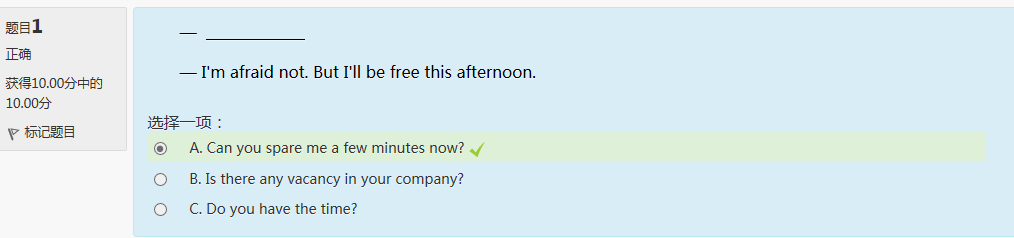 题目1
正确
获得10.00分中的
10.00分
标记题目
— ____________
— I'm afraid not. But I'll be free this afternoon.
选择一项：
A. Can you spare me a few minutes now?
B. Is there any vacancy in your company?
C. Do you have the time?